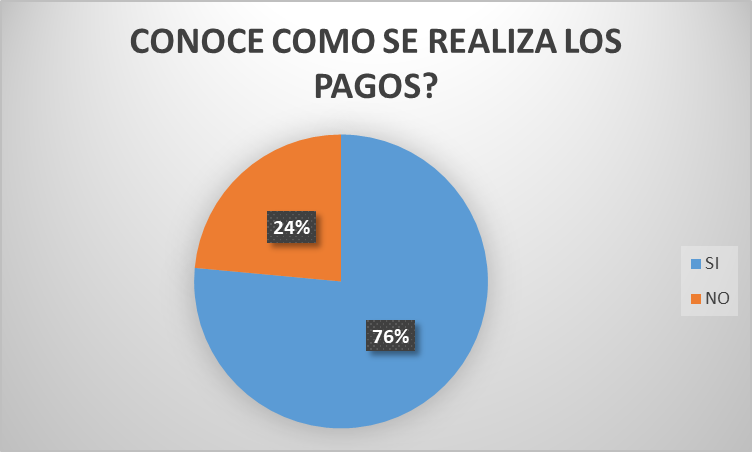 CONOCE COMO SE REALIZA LOS
PAGOS?
24%
76%
SI
NO